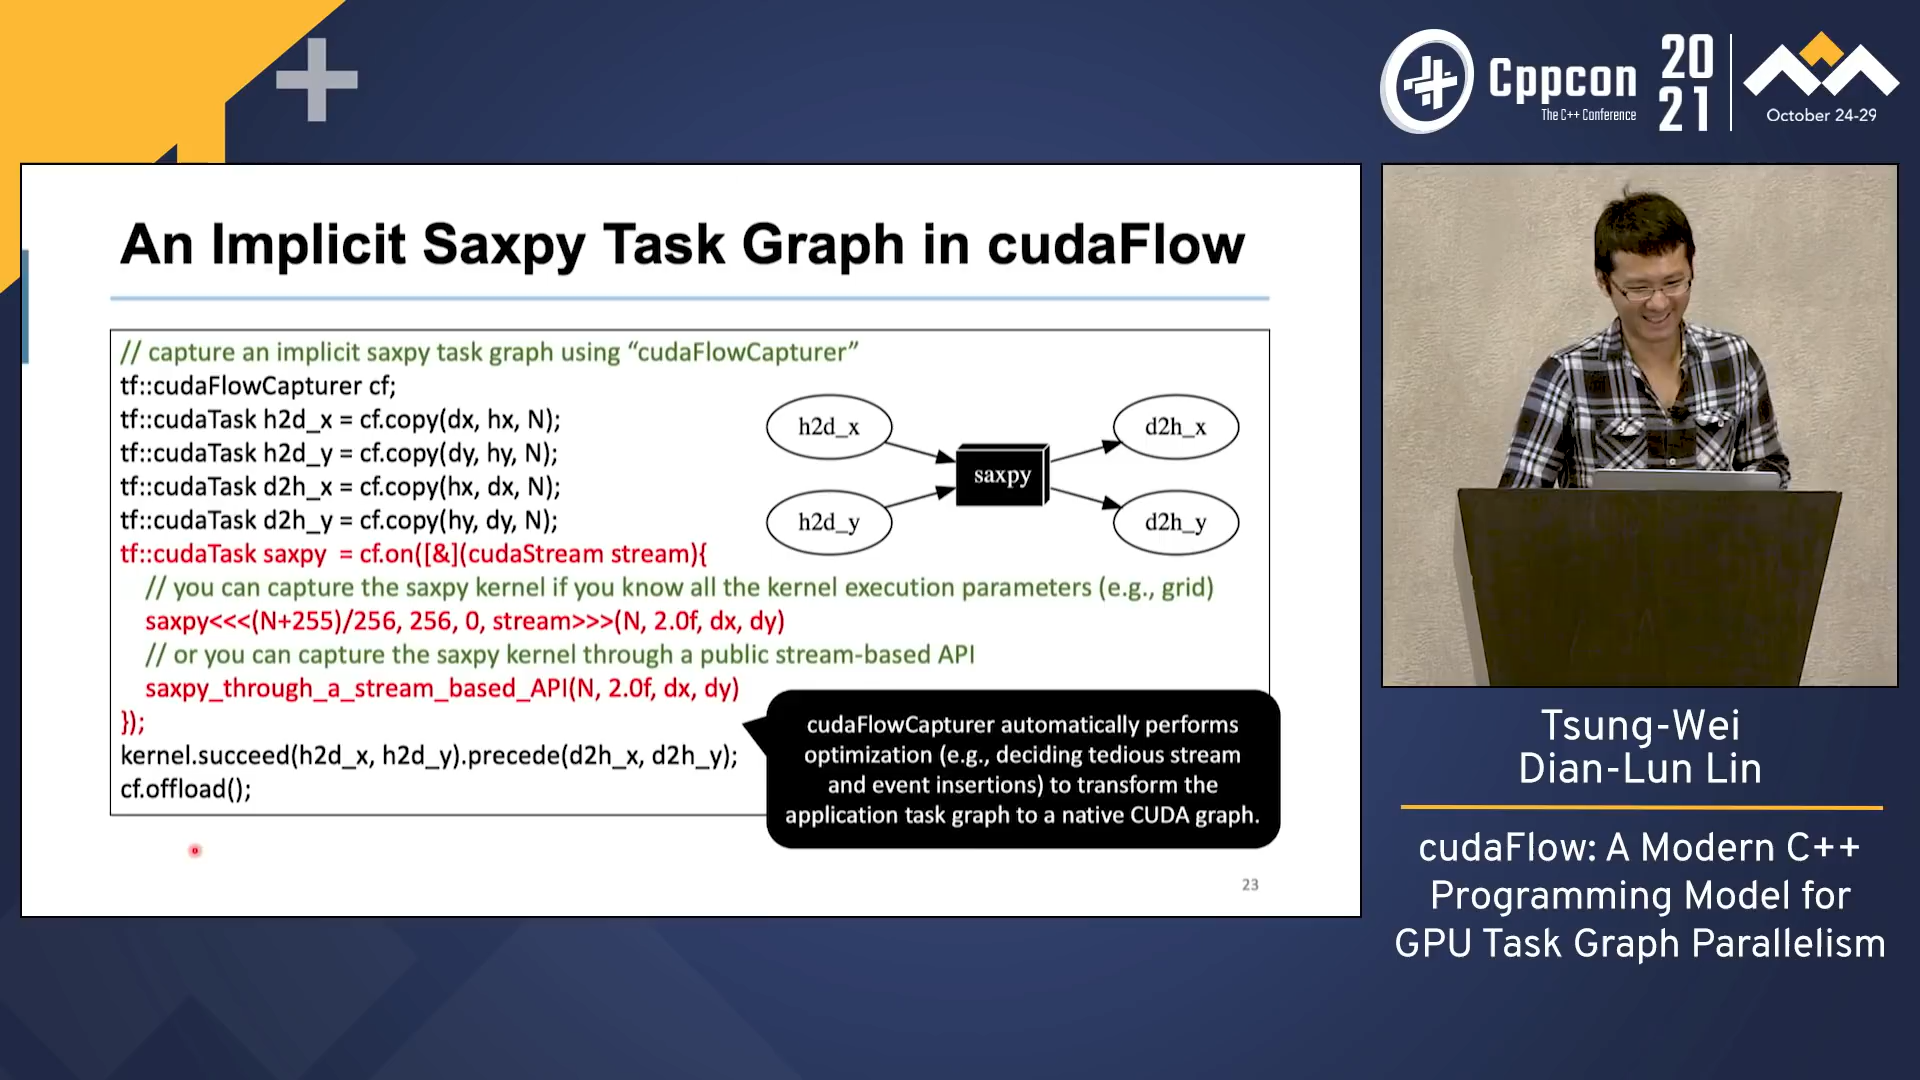 Cppcon
The C++ Conference
20
21
October 24-29
An Implicit Saxpy Task Graph in cudaFlow
// capture an implicit saxpy task graph using “cudaFlowCapturer”
tf::cudaFlowCapturer cf;
tf::cudaTask h2d_x = cf.copy(dx, hx, N);
tf::cudaTask h2d_y = cf.copy(dy, hy, N);
tf::cudaTask d2h_x = cf.copy(hx, dx, N);
tf::cudaTask d2h_y = cf.copy(hy, dy, N);
tf::cudaTask saxpy = cf.on([&](cudaStream stream){
// you can capture the saxpy kernel if you know all the kernel execution parameters (e.g., grid)
saxpy<<<(N+255)/256, 256, 0, stream>>>(N, 2.0f, dx, dy)
// or you can capture the saxpy kernel through a public stream-based API
saxpy_through_a_stream_based_API(N, 2.0f, dx, dy)
});
kernel.succeed(h2d_x, h2d_y).precede(d2h_x, d2h_y);
cf.offload();
h2d_x
d2h_x
saxpy
h2d_y
d2h_y
cudaFlowCapturer automatically performs
optimization (e.g., deciding tedious stream
and event insertions) to transform the
application task graph to a native CUDA graph.
23
Tsung-Wei
Dian-Lun Lin
cudaFlow: A Modern C++
Programming Model for
GPU Task Graph Parallelism